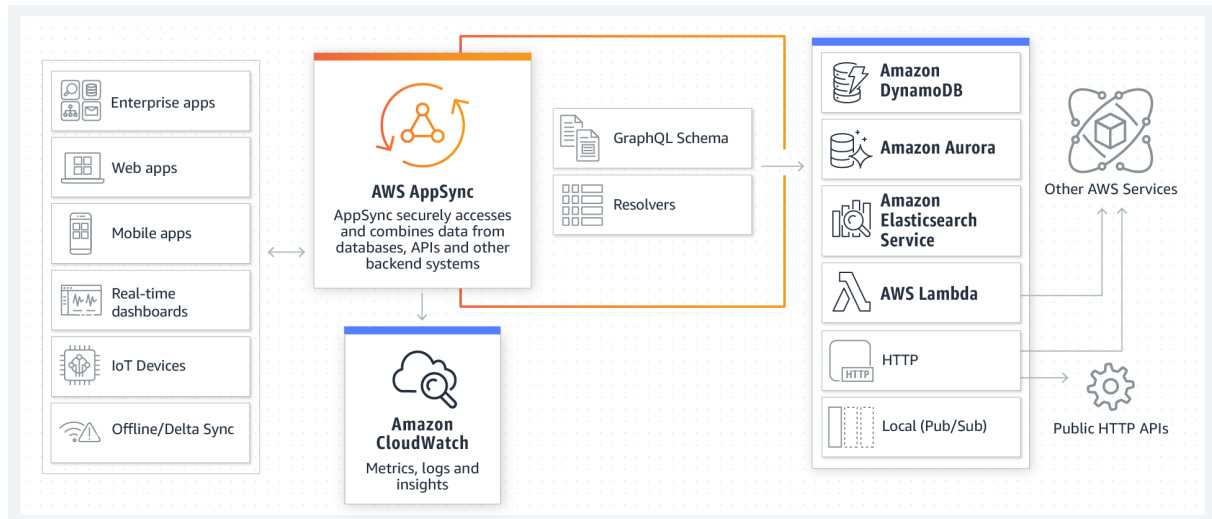 Enterprise apps
Web apps
Mobile apps
Real-time
dashboards
IoT Devices
Offline/Delta Sync
AWS AppSync
AppSync securely accesses
and combines data from
databases, APIs and other
backend systems
Amazon
CloudWatch
Metrics, logs and
insights
GraphQL Schema
Resolvers
Amazon
DynamoDB
Amazon Aurora
Amazon
Elasticsearch
Service
AWS Lambda
HTTP
HTTP
Local (Pub/Sub)
Other AWS Services
Public HTTP APIs